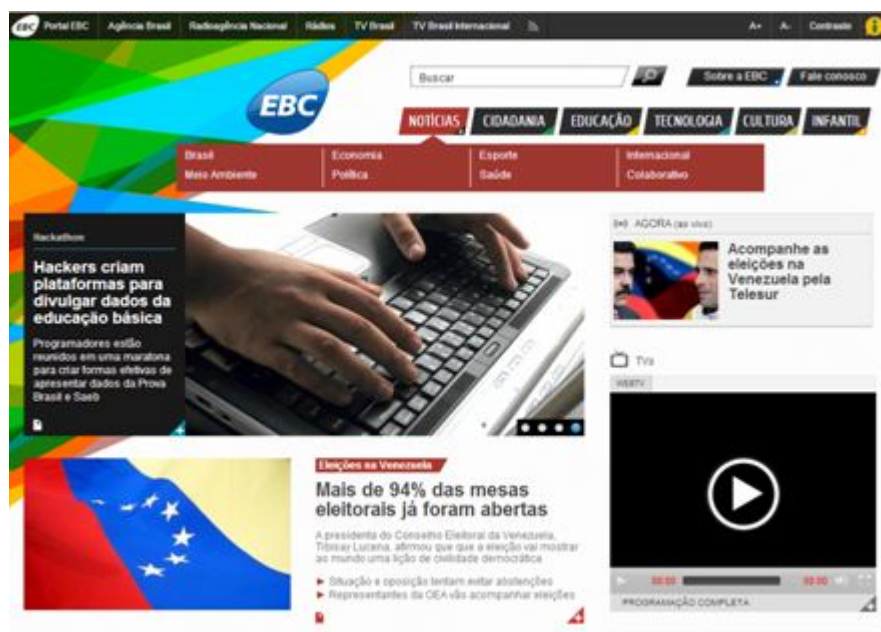 EBC Portal EBC Agência Brasil Radioagência Nacional Rádios TV Brasil TV Brasil Internacional A+ A- Contraste i
Buscar Sobre a EBC Fale conosco
EBC
NOTÍCIAS CIDADANIA EDUCAÇÃO TECNOLOGIA CULTURA INFANTIL
Brasil Economia Esporte Internacional
Meio Ambiente Política Saúde Colaborativo
Hackathon
Hackers criam
plataformas para
divulgar dados da
educação básica
Programadores estão
reunidos em uma maratona
para criar formas efetivas de
apresentar dados da Prova
Brasil e Saeb
AGORA (ao vivo)
Acompanhe as
eleições na
Venezuela pela
Telesur
TVs
WEBTV
00:00 00:00
PROGRAMAÇÃO COMPLETA
Eleições na Venezuela
Mais de 94% das mesas
eleitorais já foram abertas
A presidenta do Conselho Eleitoral da Venezuela,
Tibisay Lucena, afirmou que que a eleição vai mostrar
ao mundo uma lição de civilidade democrática
► Situação e oposição tentam evitar abstenções
► Representantes da OEA vão acompanhar eleições